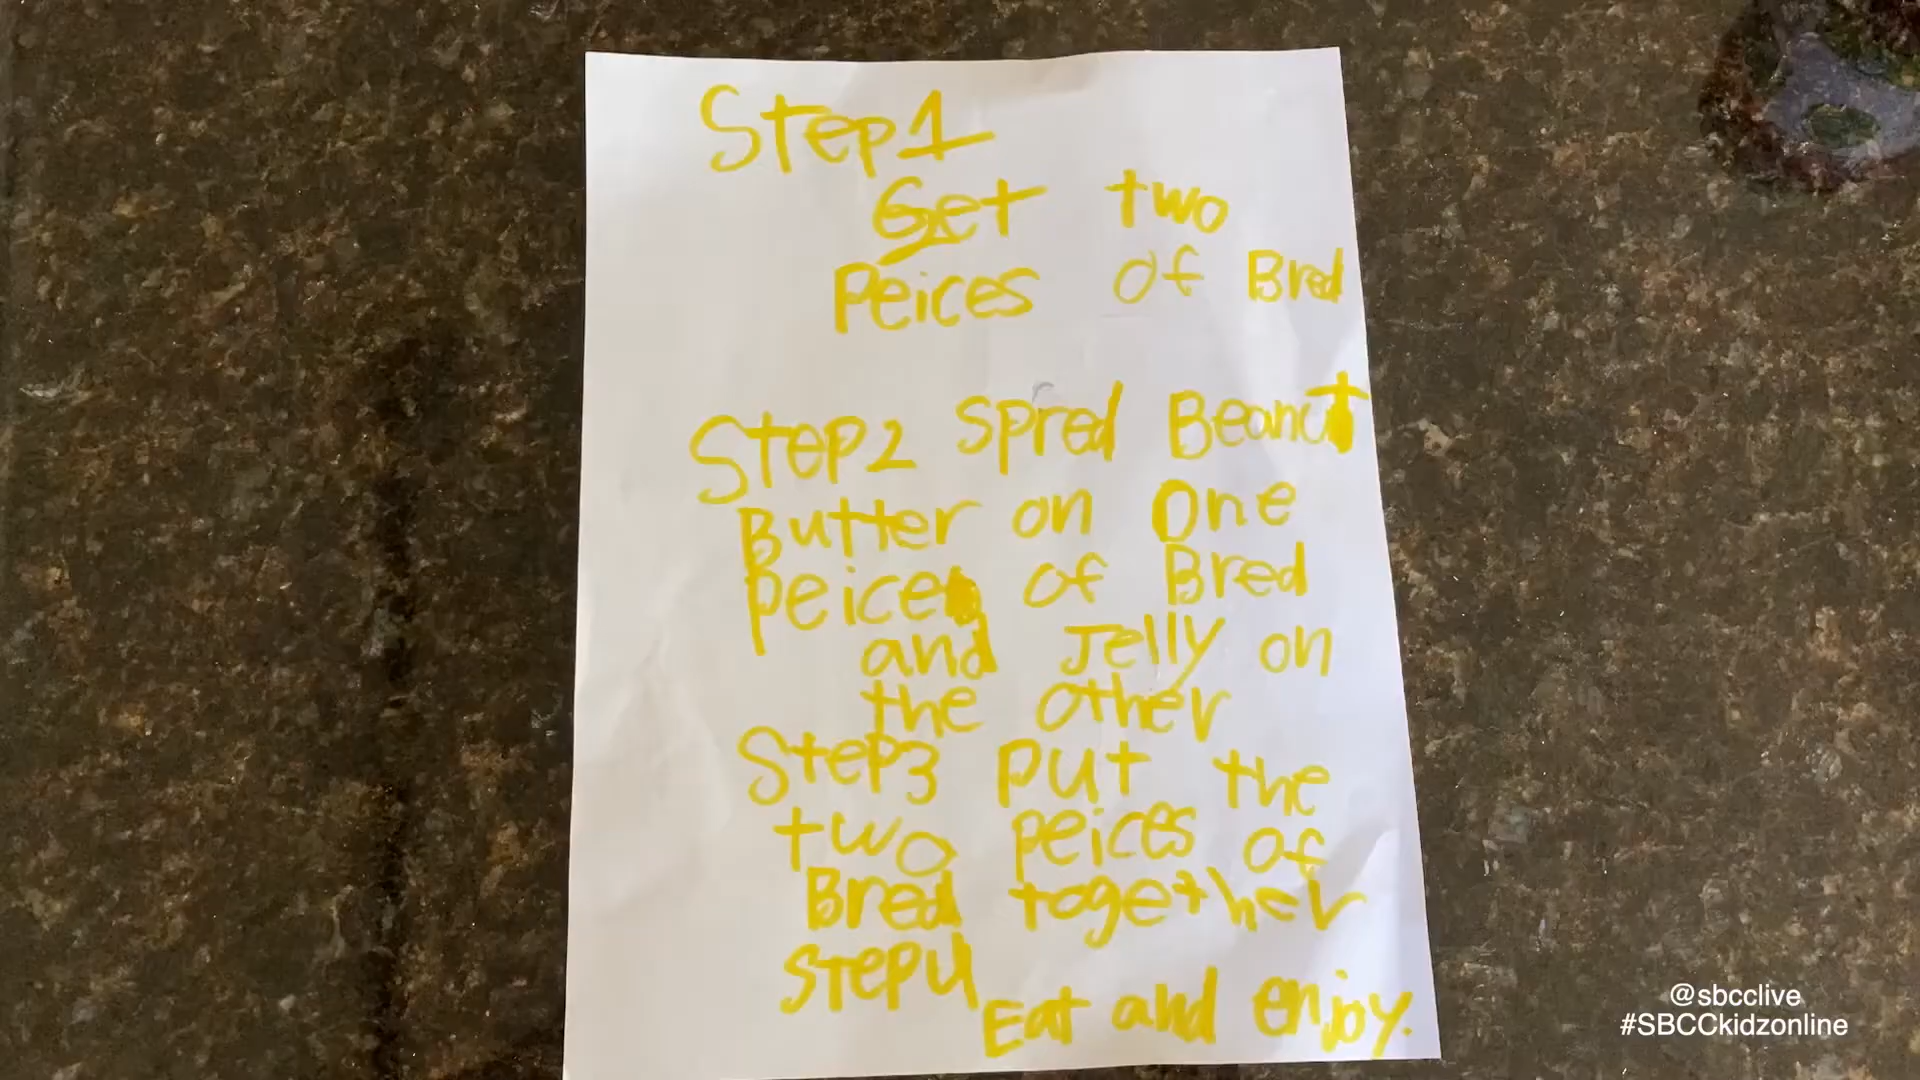 Step1
Get two
Peices of Bred
Step2 Spred Beanut
Butter on One
peice of Bred
and Jelly on
the other
Step3 put the
two peices of
Bred together
Step4
Eat and enjoy.
@sbcclive
#SBCCkidzonline